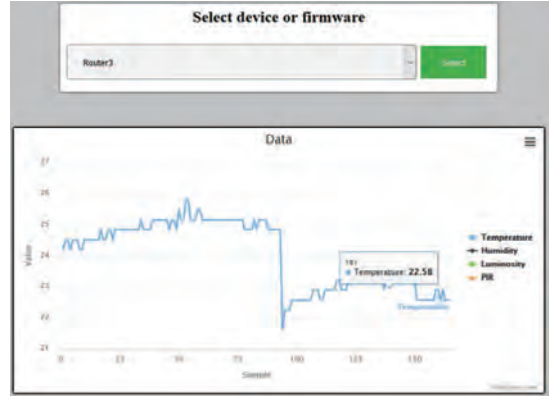 Select device or firmware
Router3
Select
Data
27
26
25
24
23
22
21
Value
Temperature: 22.58
Temperature
0
25
50
75
100
125
150
Sample
Temperature
Humidity
Luminosity
PIR